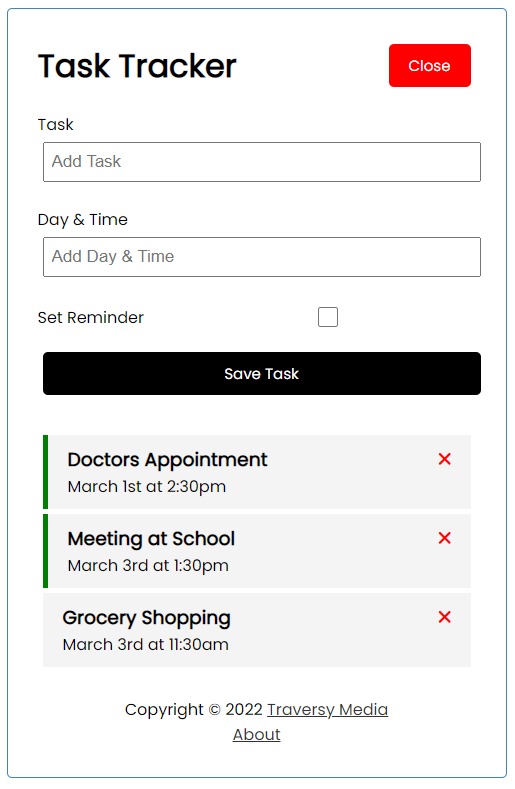 Task Tracker
Close
Task
Add Task
Day & Time
Add Day & Time
Set Reminder
Save Task
Doctors Appointment
March 1st at 2:30pm
Meeting at School
March 3rd at 1:30pm
Grocery Shopping
March 3rd at 11:30am
Copyright © 2022 Traversy Media
About